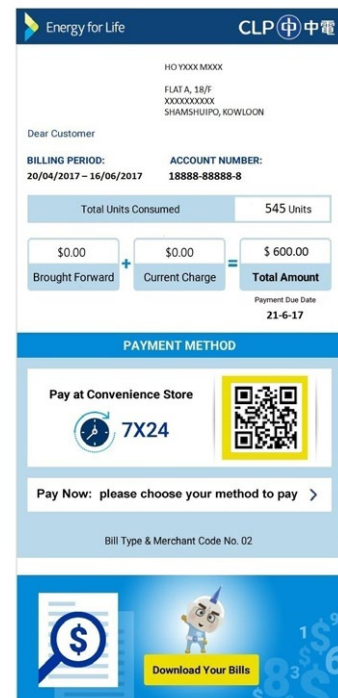 Energy for Life
CLP中中電
HO YXXX MXXX
FLAT A, 18/F
XXXXXXXXXX
SHAMSHUIPO, KOWLOON
Dear Customer
BILLING PERIOD: ACCOUNT NUMBER:
20/04/2017 – 16/06/2017 18888-88888-8
Total Units Consumed 545 Units
$0.00 + $0.00 = $ 600.00
Brought Forward Current Charge Total Amount
Payment Due Date
21-6-17
PAYMENT METHOD
Pay at Convenience Store
7X24
Pay Now: please choose your method to pay >
Bill Type & Merchant Code No. 02
$
Download Your Bills